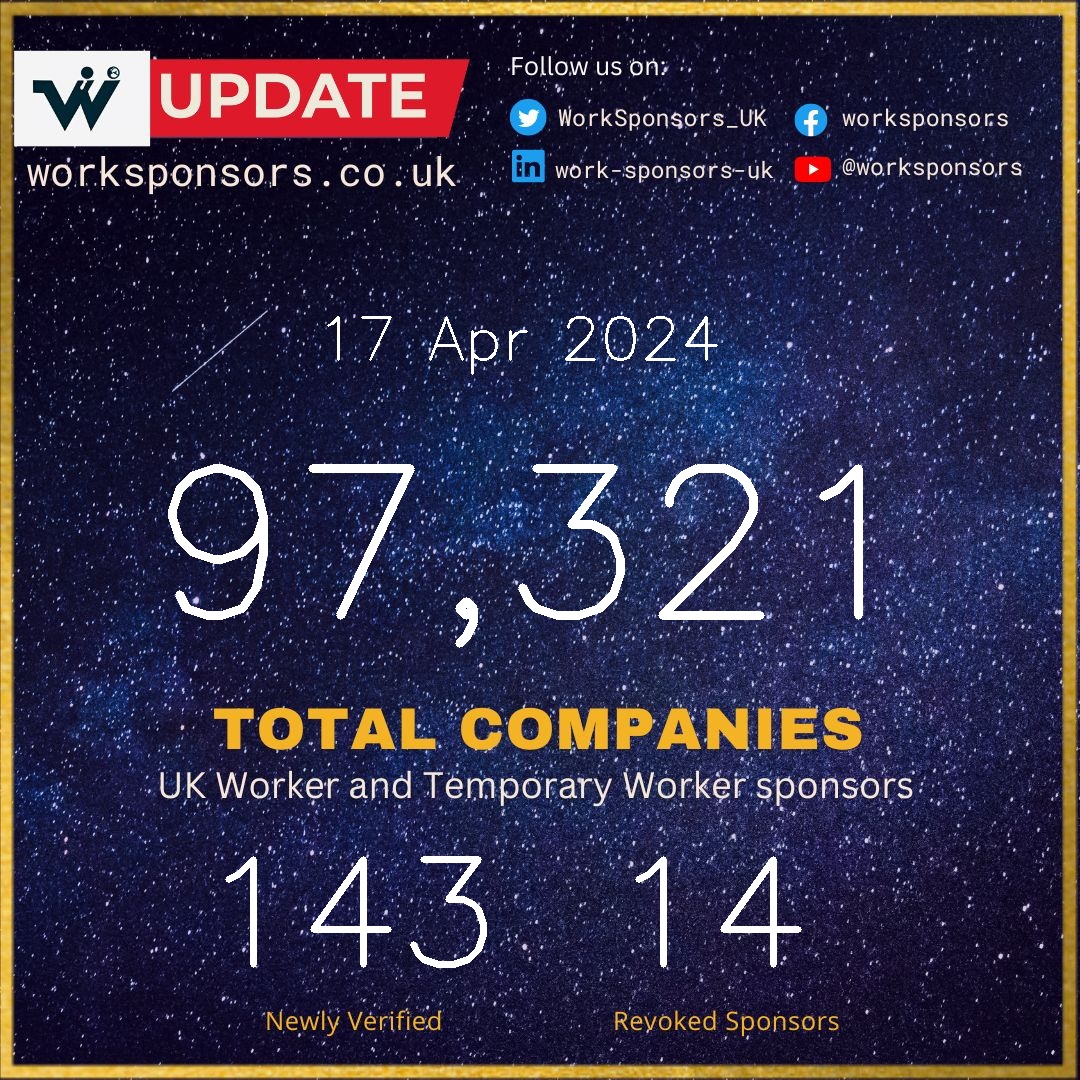 UPDATE
worksponsors.co.uk
Follow us on:
WorkSponsors_UK
worksponsors
work-sponsors-uk
@worksponsors
17 Apr 2024
97,321
TOTAL COMPANIES
UK Worker and Temporary Worker sponsors
143 14
Newly Verified Revoked Sponsors